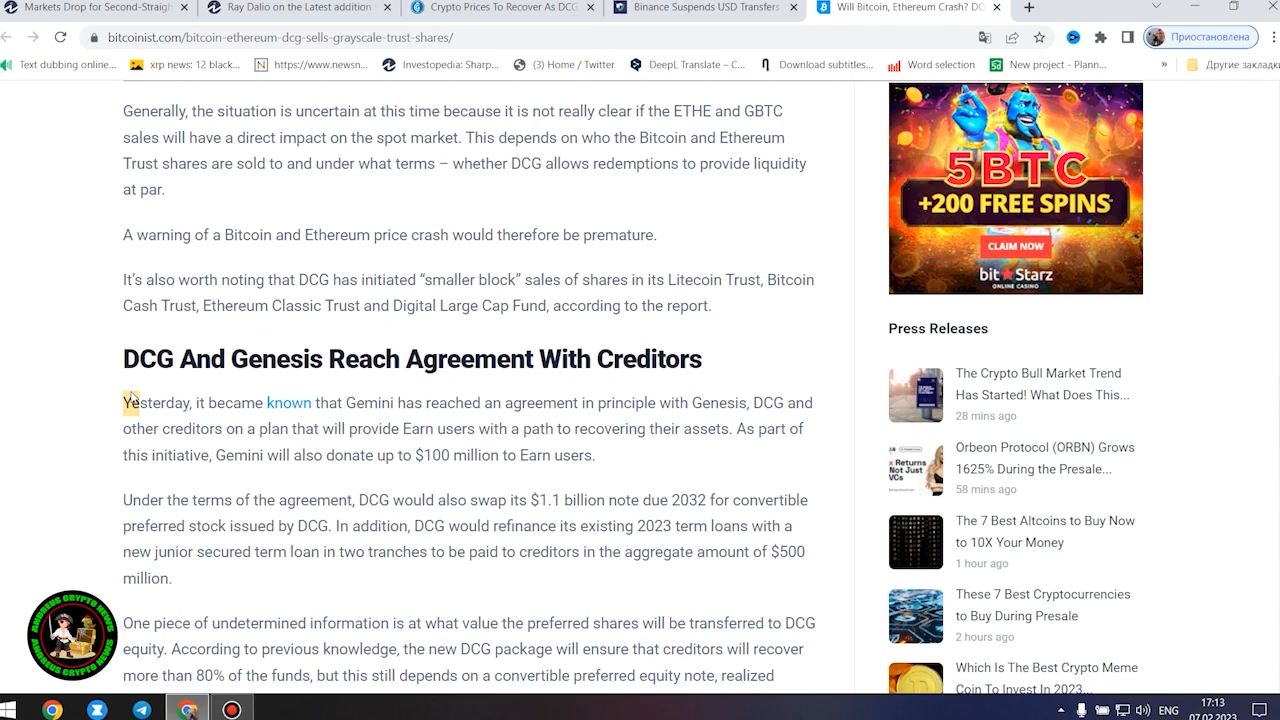 Markets Drop for Second-Straight
Ray Dalio on the Latest addition
Crypto Prices To Recover As DCG
Binance Suspends USD Transfers
Will Bitcoin, Ethereum Crash? DC
bitcoinist.com/bitcoin-ethereum-dcg-sells-grayscale-trust-shares/
Приостановлена
Text dubbing online...
xrp news: 12 black...
https://www.newsn...
Investopedia: Sharp...
(3) Home / Twitter
DeepL Translate – C...
Download subtitles...
Word selection
New project - Plann...
»
Другие закладки
Generally, the situation is uncertain at this time because it is not really clear if the ETHE and GBTC
sales will have a direct impact on the spot market. This depends on who the Bitcoin and Ethereum
Trust shares are sold to and under what terms – whether DCG allows redemptions to provide liquidity
at par.
A warning of a Bitcoin and Ethereum price crash would therefore be premature.
It's also worth noting that DCG has initiated “smaller block” sales of shares in its Litecoin Trust, Bitcoin
Cash Trust, Ethereum Classic Trust and Digital Large Cap Fund, according to the report.
DCG And Genesis Reach Agreement With Creditors
Yesterday, it became known that Gemini has reached an agreement in principle with Genesis, DCG and
other creditors on a plan that will provide Earn users with a path to recovering their assets. As part of
this initiative, Gemini will also donate up to $100 million to Earn users.
Under the terms of the agreement, DCG would also swap its $1.1 billion note due 2032 for convertible
preferred stock issued by DCG. In addition, DCG would refinance its existing 2023 term loans with a
new junior secured term loan in two tranches to be paid to creditors in the aggregate amount of $500
million.
One piece of undetermined information is at what value the preferred shares will be transferred to DCG
equity. According to previous knowledge, the new DCG package will ensure that creditors will recover
more than 80% of the funds, but this still depends on a convertible preferred equity note, realized
5BTC
+200 FREE SPINS
CLAIM NOW
bit★Starz
ONLINE CASINO
Press Releases
The Crypto Bull Market Trend
Has Started! What Does This...
28 mins ago
Returns
Not Just
VCs
Orbeon Protocol (ORBN) Grows
1625% During the Presale...
58 mins ago
The 7 Best Altcoins to Buy Now
to 10X Your Money
1 hour ago
These 7 Best Cryptocurrencies
to Buy During Presale
2 hours ago
Which Is The Best Crypto Meme
Coin To Invest In 2023...
ANDREUS CRYPTO NEWS
ANDREUS CRYPTO NEWS
ENG
17:13
07.02.2023